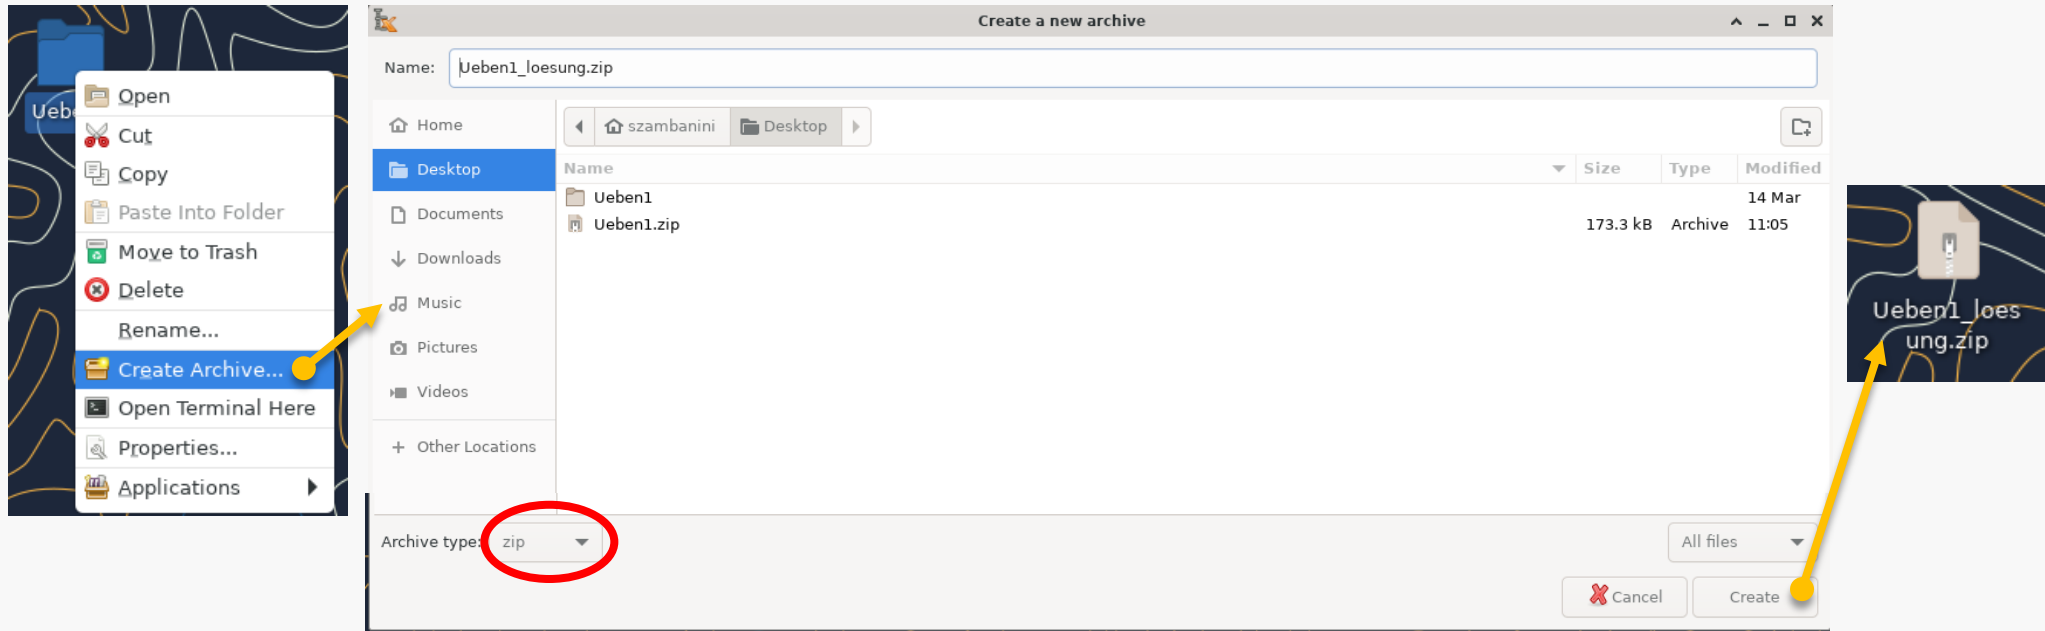 Uebe
Open
Cut
Copy
Paste Into Folder
Move to Trash
Delete
Rename...
Create Archive...
Open Terminal Here
Properties...
Applications
Create a new archive
Name: Ueben1_loesung.zip
Home
Desktop
Documents
Downloads
Music
Pictures
Videos
Other Locations
szambanini Desktop
Name Size Type Modified
Ueben1 14 Mar
Ueben1.zip 173.3 kB Archive 11:05
Archive type: zip All files
Cancel Create
Ueben1_loes
ung.zip